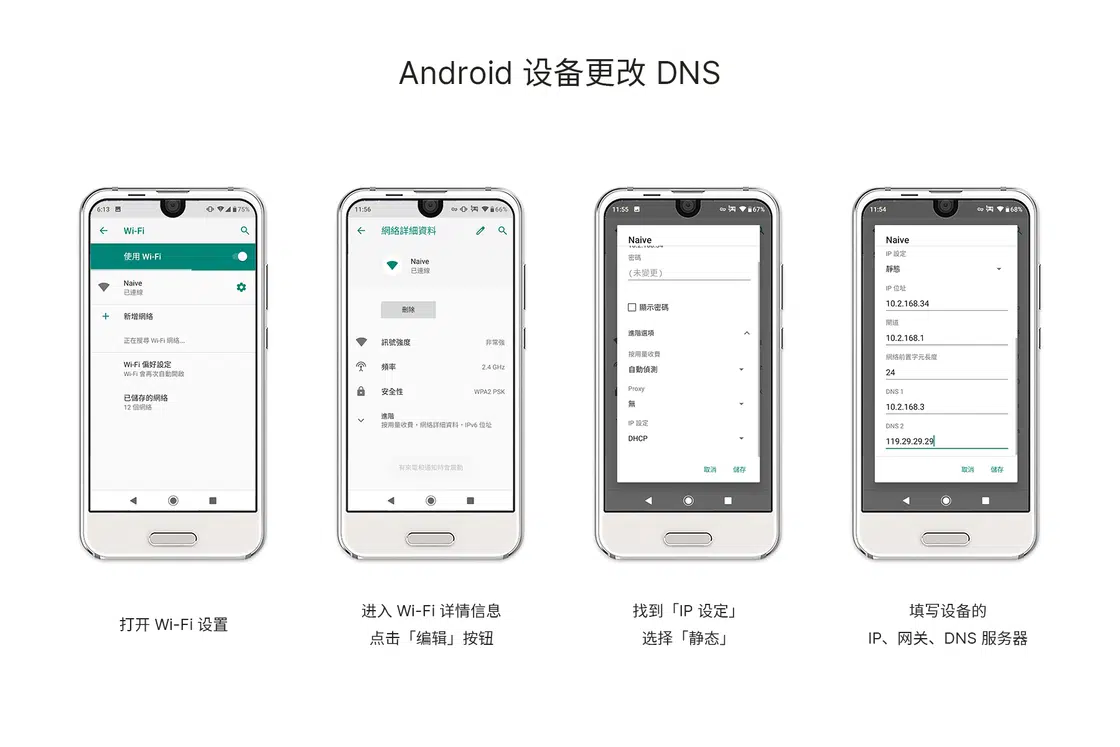 Android 设备更改 DNS
6:13
75%
Wi-Fi
使用 Wi-Fi
Naive
已連線
新增網絡
正在搜尋 Wi-Fi 網絡...
Wi-Fi 偏好設定
Wi-Fi 會再次自動開啟
已儲存的網絡
12 個網絡
打开 Wi-Fi 设置
11:56
66%
網絡詳細資料
Naive
已連線
刪除
訊號強度 非常強
頻率 2.4 GHz
安全性 WPA2 PSK
進階
按用量收費，網絡詳細資料，IPv6 位址
进入 Wi-Fi 详情信息
点击「编辑」按钮
11:55
67%
Naive
密碼
(未變更)
顯示密碼
進階選項
按用量收費
自動偵測
Proxy
無
IP 設定
DHCP
取消 儲存
找到「IP 设定」
选择「静态」
11:54
68%
Naive
IP 設定
靜態
IP 位址
10.2.168.34
閘道
10.2.168.1
網絡前置字元長度
24
DNS 1
10.2.168.3
DNS 2
119.29.29.29
取消 儲存
填写设备的
IP、网关、DNS 服务器